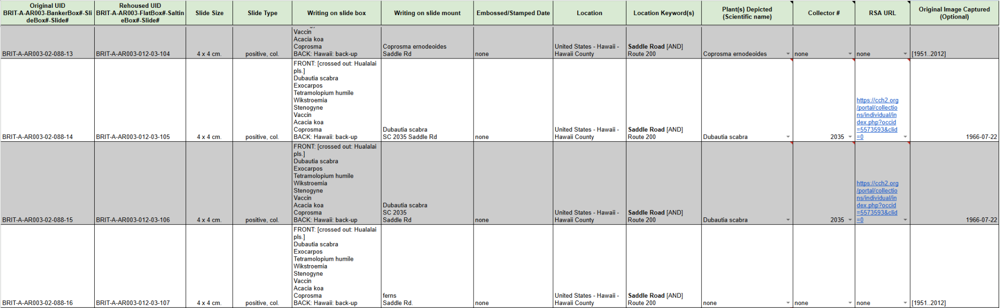 Original UID
BRIT-A-AR003-BankerBox#-Sli
deBox#-Slide#
Rehoused UID
BRIT-A-AR003-FlatBox#-Saltin
eBox#-Slide#
Slide Size
Slide Type
Writing on slide box
Writing on slide mount
Embossed/Stamped Date
Location
Location Keyword(s)
Plant(s) Depicted
(Scientific name)
Collector #
RSA URL
Original Image Captured
(Optional)
BRIT-A-AR003-02-088-13
BRIT-A-AR003-012-03-104
4 x 4 cm.
positive, col.
Vaccin
Acacia koa
Coprosma
BACK: Hawaii: back-up
Coprosma ernodeoides
Saddle Rd
none
United States - Hawaii -
Hawaii County
Saddle Road [AND]
Route 200
Coprosma ernodeoides
none
none
[1951..2012]
BRIT-A-AR003-02-088-14
BRIT-A-AR003-012-03-105
4 x 4 cm.
positive, col.
FRONT: [crossed out: Hualalai
pls.]
Dubautia scabra
Exocarpos
Tetramolopium humile
Wikstroemia
Stenogyne
Vaccin
Acacia koa
Coprosma
BACK: Hawaii: back-up
Dubautia scabra
SC 2035 Saddle Rd
none
United States - Hawaii -
Hawaii County
Saddle Road [AND]
Route 200
Dubautia scabra
2035
https://cch2.org
/portal/collectio
ns/individual/in
dex.php?occid
=5573593&clid
=0
1966-07-22
BRIT-A-AR003-02-088-15
BRIT-A-AR003-012-03-106
4 x 4 cm.
positive, col.
FRONT: [crossed out: Hualalai
pls.]
Dubautia scabra
Exocarpos
Tetramolopium humile
Wikstroemia
Stenogyne
Vaccin
Acacia koa
Coprosma
BACK: Hawaii: back-up
Dubautia scabra
SC 2035
Saddle Rd
none
United States - Hawaii -
Hawaii County
Saddle Road [AND]
Route 200
Dubautia scabra
2035
https://cch2.org
/portal/collectio
ns/individual/in
dex.php?occid
=5573593&clid
=0
1966-07-22
BRIT-A-AR003-02-088-16
BRIT-A-AR003-012-03-107
4 x 4 cm.
positive, col.
FRONT: [crossed out: Hualalai
pls.]
Dubautia scabra
Exocarpos
Tetramolopium humile
Wikstroemia
Stenogyne
Vaccin
Acacia koa
Coprosma
BACK: Hawaii: back-up
ferns
Saddle Rd.
none
United States - Hawaii -
Hawaii County
Saddle Road [AND]
Route 200
none
none
none
[1951..2012]